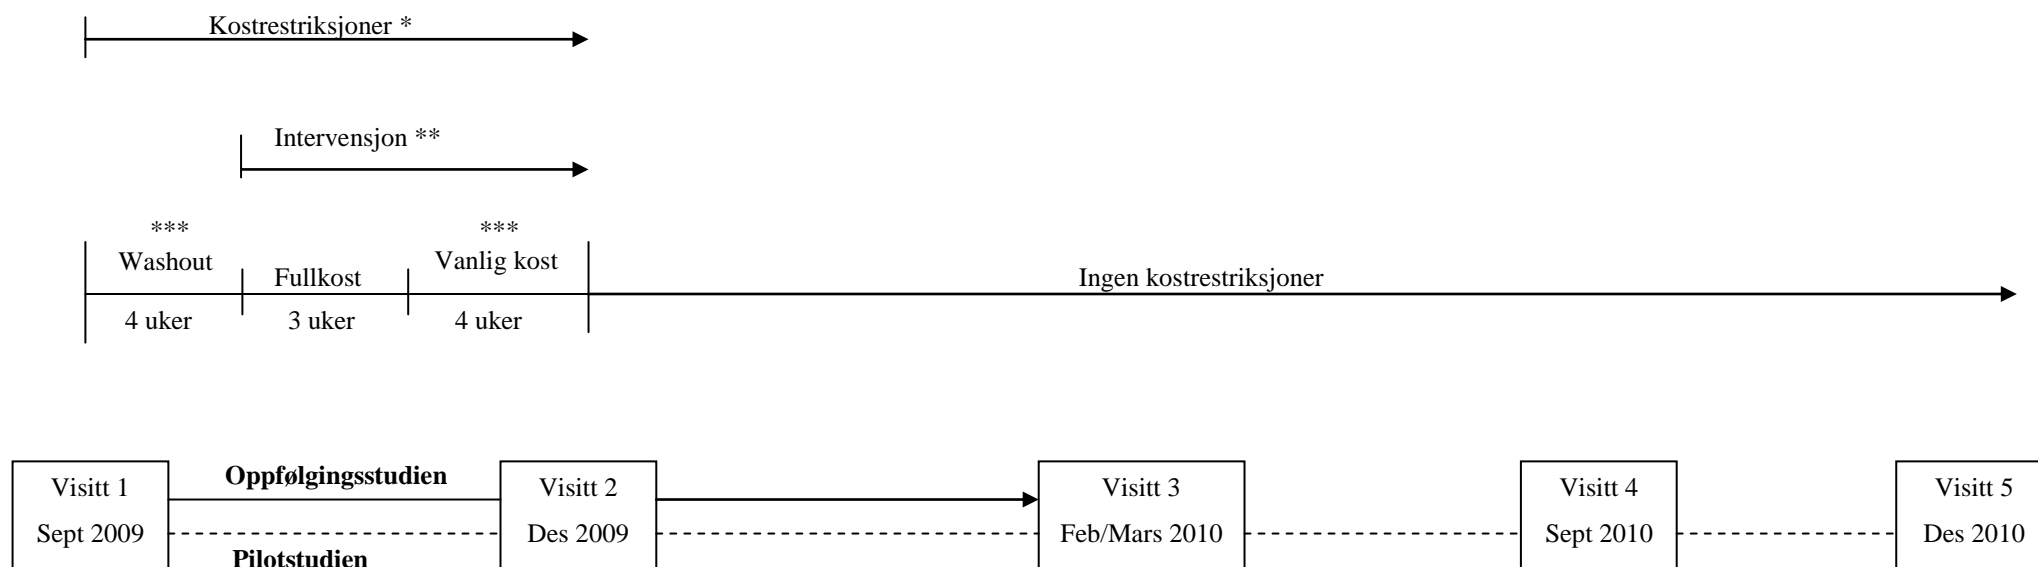 Kostrestriksjoner *
Intervensjon **
***
***
Washout
Fullkost
Vanlig kost
Ingen kostrestriksjoner
4 uker
3 uker
4 uker
Visitt 1
Sept 2009
Oppfølgingsstudien
Pilotstudien
Visitt 2
Des 2009
Visitt 3
Feb/Mars 2010
Visitt 4
Sept 2010
Visitt 5
Des 2010